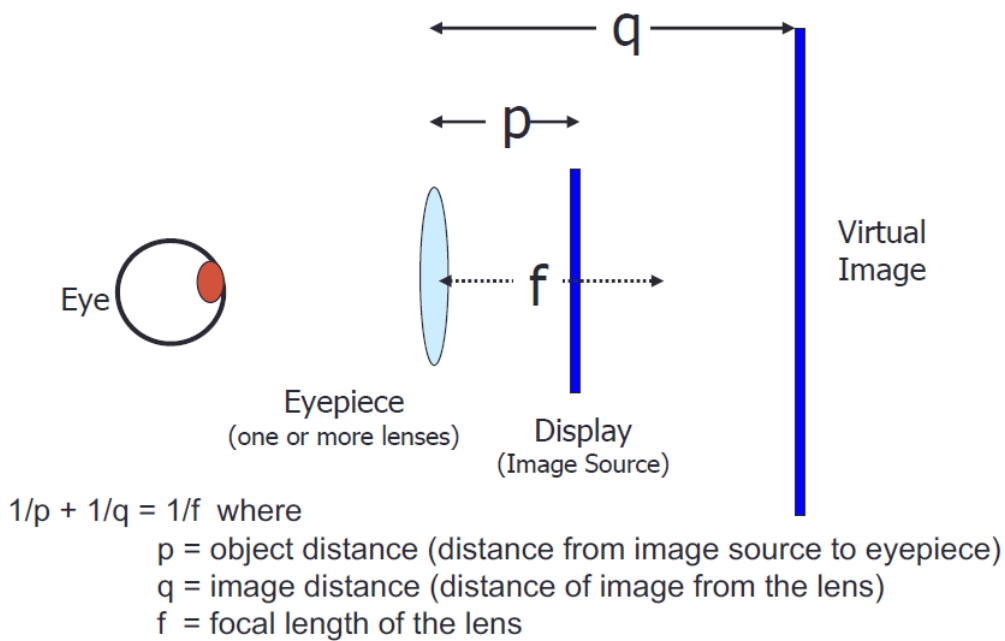 q
p
Virtual
Image
f
Eye
Eyepiece
(one or more lenses)
Display
(Image Source)
1/p + 1/q = 1/f  where
p = object distance (distance from image source to eyepiece)
q = image distance (distance of image from the lens)
f  = focal length of the lens